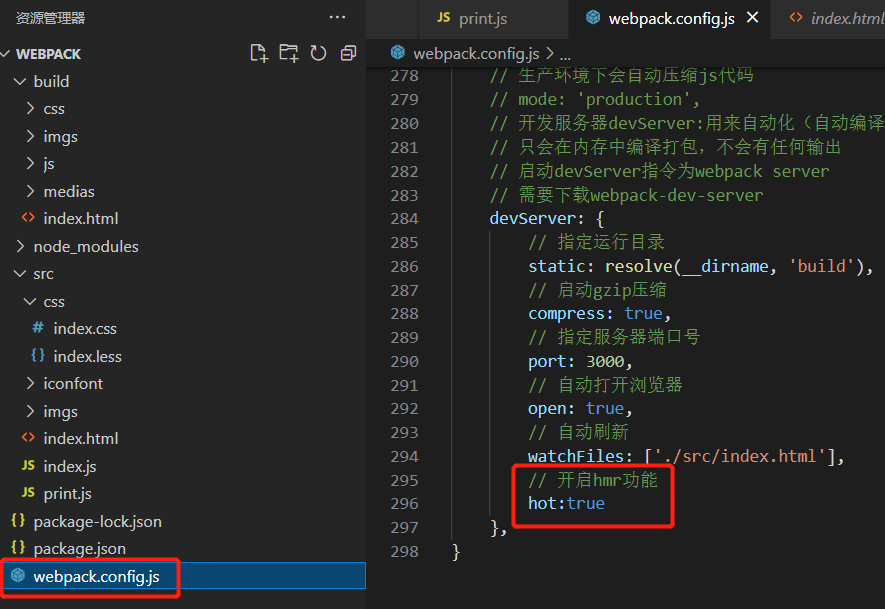 资源管理器
WEBPACK
build
css
imgs
js
medias
index.html
node_modules
src
css
# index.css
{} index.less
iconfont
imgs
index.html
JS index.js
JS print.js
{} package-lock.json
{} package.json
webpack.config.js
JS print.js
webpack.config.js
index.html
webpack.config.js > ...
278 // 生产环境下会自动压缩js代码
279 // mode: 'production',
280 // 开发服务器devServer:用来自动化（自动编译
281 // 只会在内存中编译打包，不会有任何输出
282 // 启动devServer指令为webpack server
283 // 需要下载webpack-dev-server
284 devServer: {
285 // 指定运行目录
286 static: resolve(__dirname, 'build'),
287 // 启动gzip压缩
288 compress: true,
289 // 指定服务器端口号
290 port: 3000,
291 // 自动打开浏览器
292 open: true,
293 // 自动刷新
294 watchFiles: ['./src/index.html'],
295 // 开启hmr功能
296 hot:true
297 },
298 }